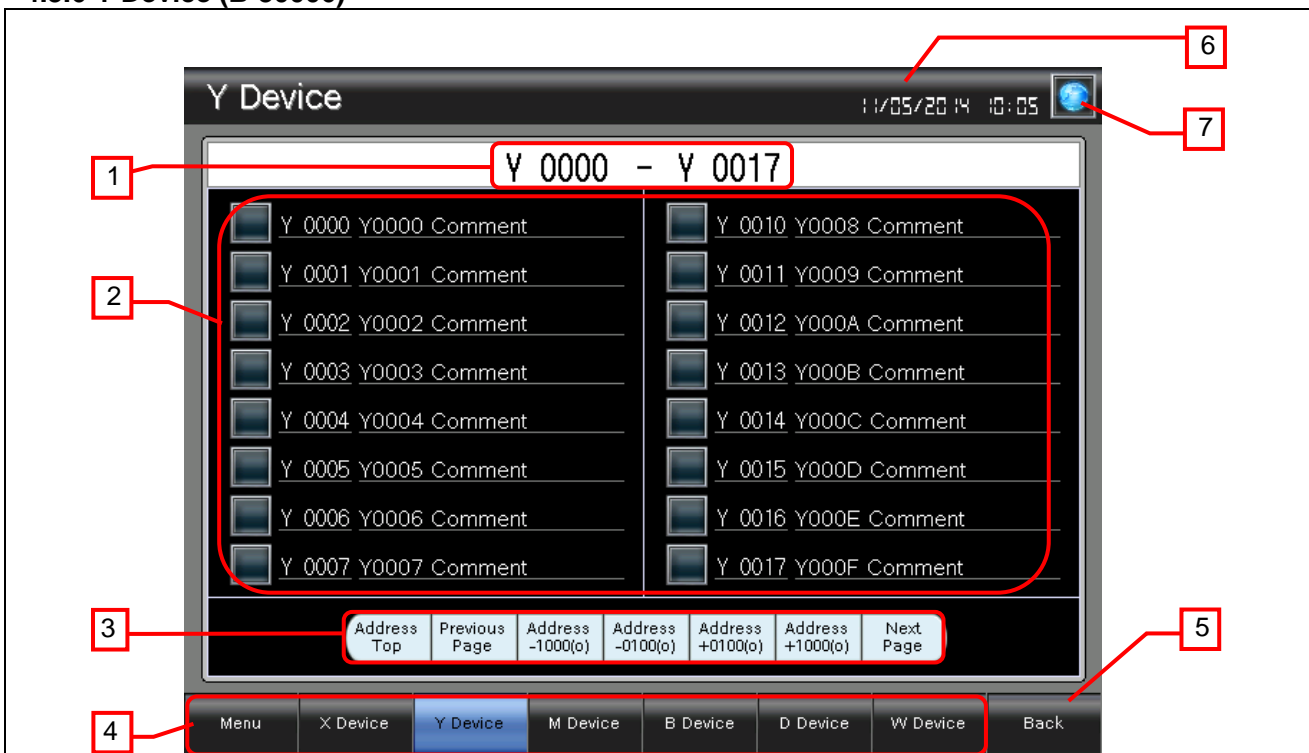 Y Device
6
Y Device
11/05/2014 10:05
7
1
Y 0000 - Y 0017
2
Y 0000 Y0000 Comment
Y 0010 Y0008 Comment
Y 0001 Y0001 Comment
Y 0011 Y0009 Comment
Y 0002 Y0002 Comment
Y 0012 Y000A Comment
Y 0003 Y0003 Comment
Y 0013 Y000B Comment
Y 0004 Y0004 Comment
Y 0014 Y000C Comment
Y 0005 Y0005 Comment
Y 0015 Y000D Comment
Y 0006 Y0006 Comment
Y 0016 Y000E Comment
Y 0007 Y0007 Comment
Y 0017 Y000F Comment
3
Address Top
Previous Page
Address -1000(o)
Address -0100(o)
Address +0100(o)
Address +1000(o)
Next Page
5
4
Menu
X Device
Y Device
M Device
B Device
D Device
W Device
Back